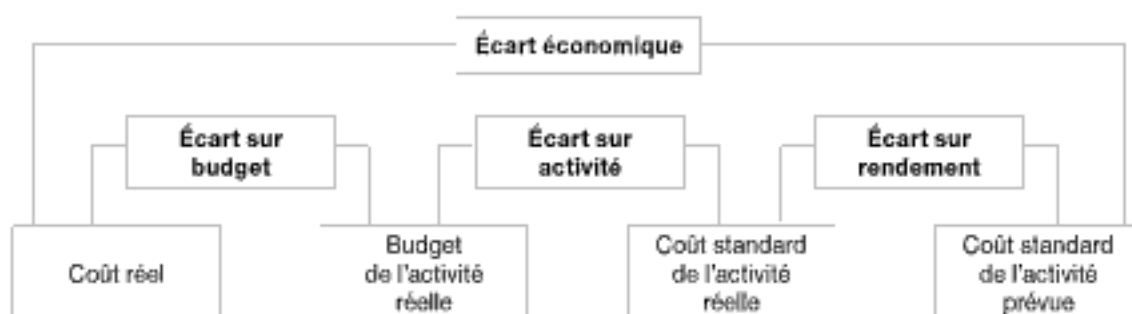 Écart économique
Écart sur
budget
Écart sur
activité
Écart sur
rendement
Coût réel
Budget
de l'activité
réelle
Coût standard
de l'activité
réelle
Coût standard
de l'activité
prévue